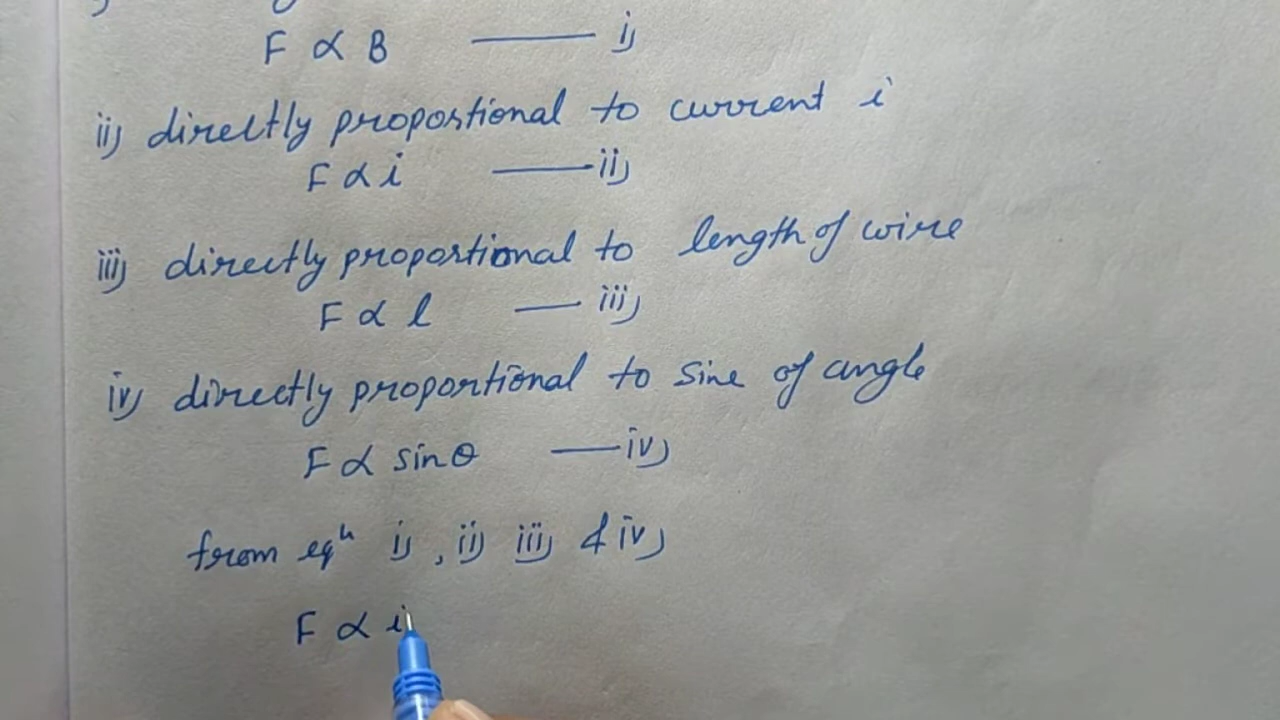 F ∝ B —— i)
ii) directly proportional to current i
F ∝ i —— ii)
iii) directly proportional to length of wire
F ∝ l — iii)
iv) directly proportional to sine of angle
F ∝ sinθ —— iv)
from eqn i) , ii) iii) & iv)
F ∝ i